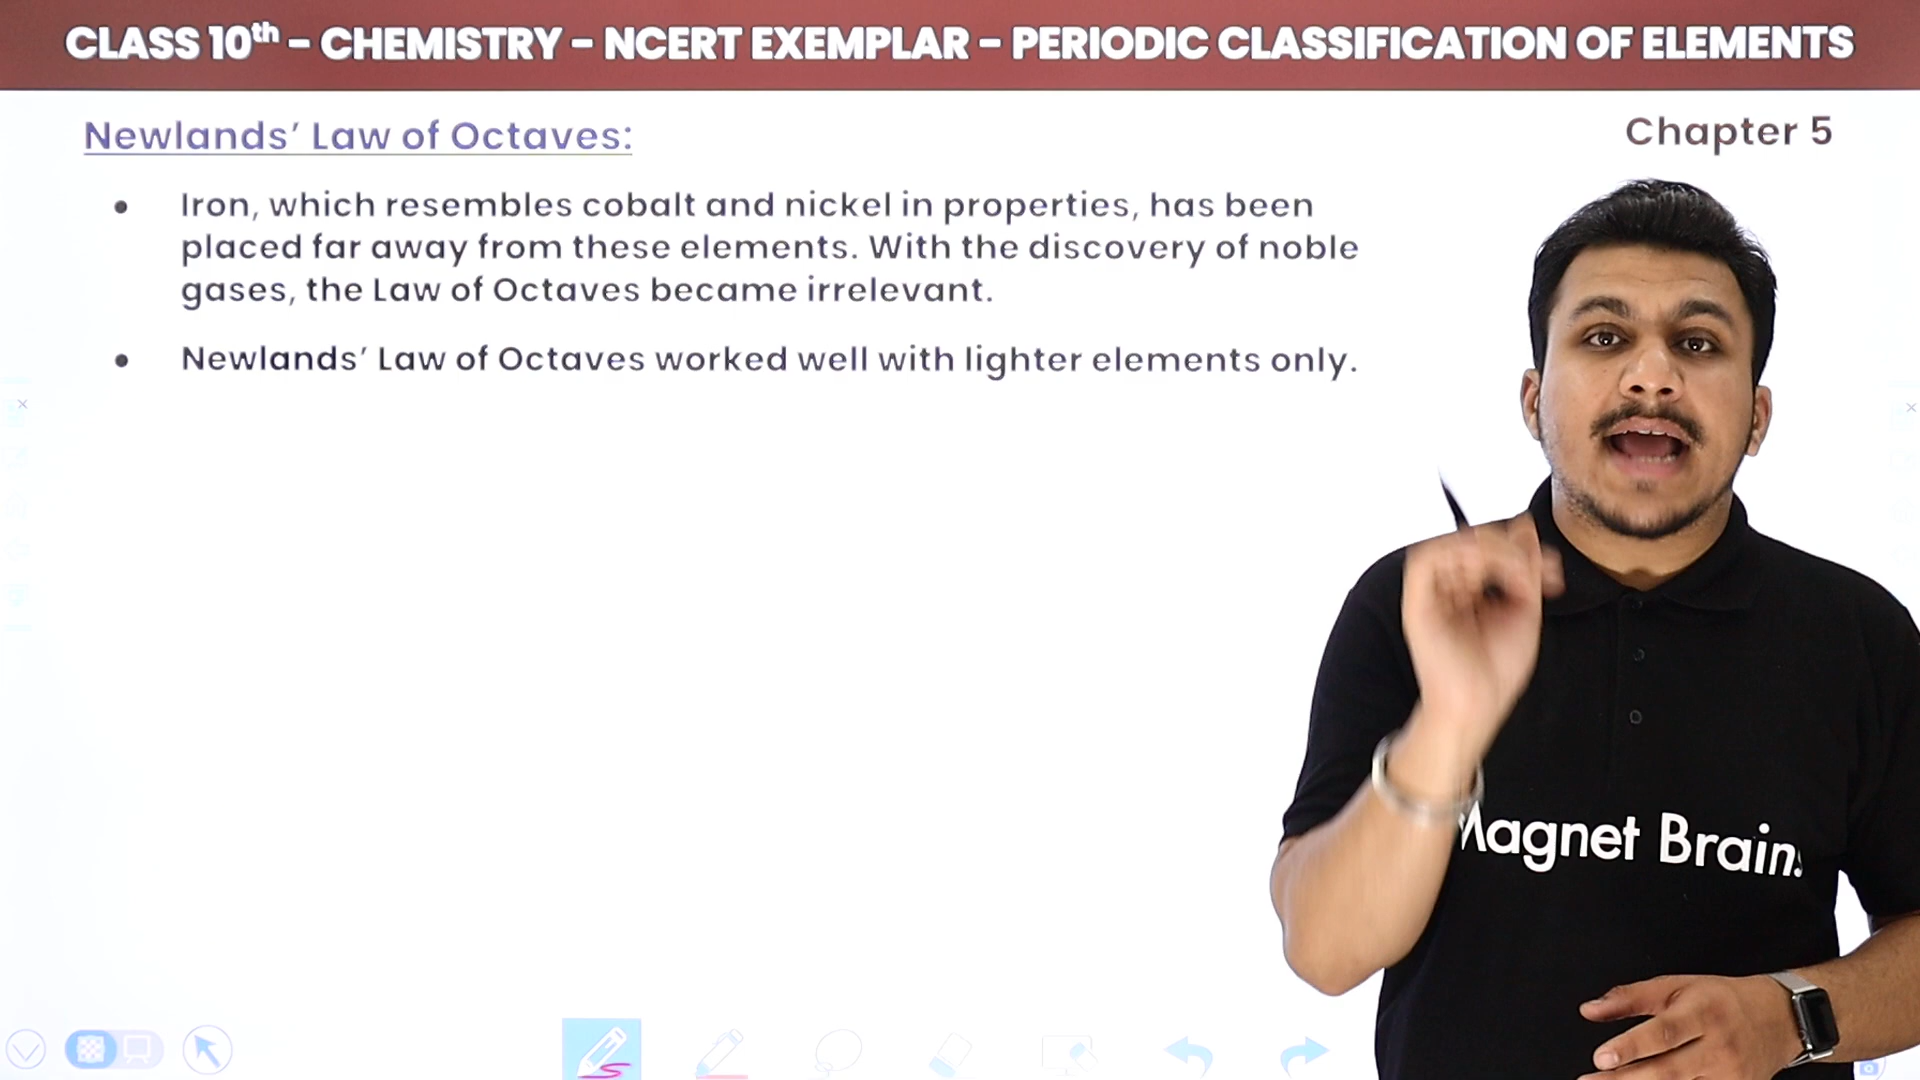 CLASS 10th – CHEMISTRY – NCERT EXEMPLAR – PERIODIC CLASSIFICATION OF ELEMENTS
Newlands’ Law of Octaves:
Chapter 5
• Iron, which resembles cobalt and nickel in properties, has been
placed far away from these elements. With the discovery of noble
gases, the Law of Octaves became irrelevant.
• Newlands’ Law of Octaves worked well with lighter elements only.
Magnet Brains